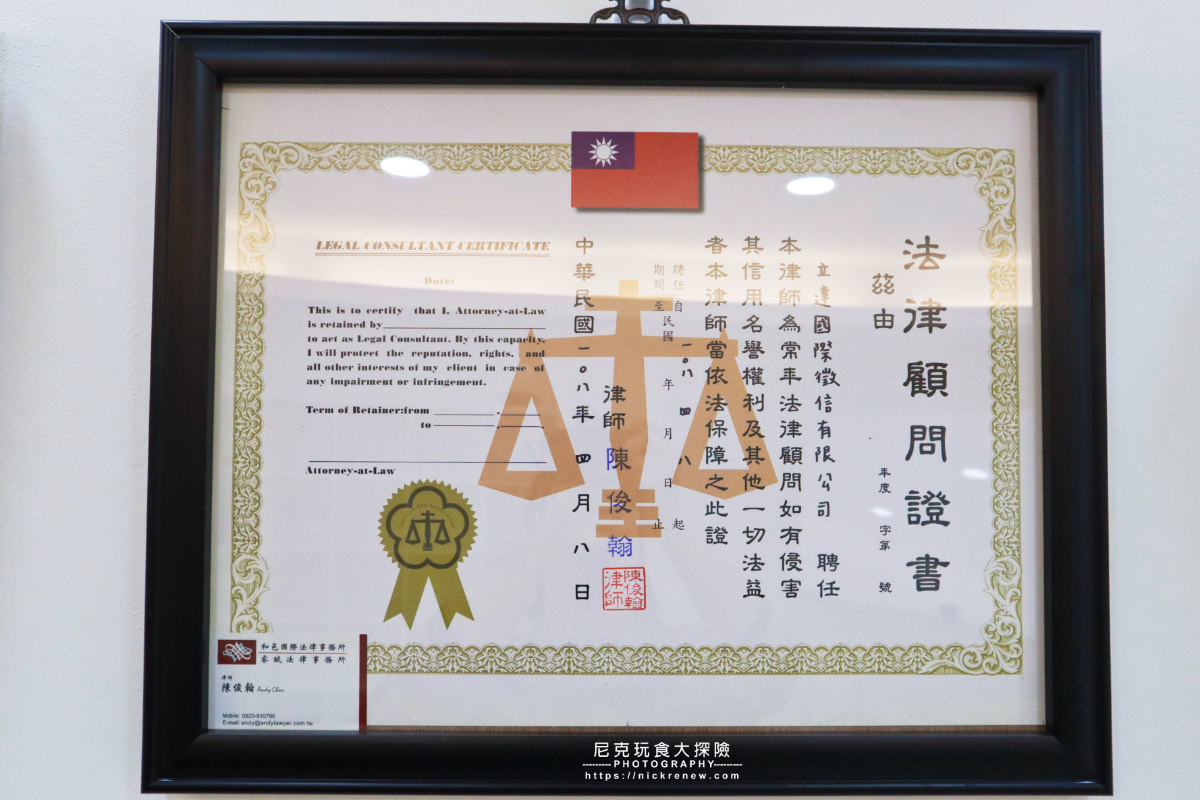 法律顧問證書
年度 字第 號
茲由
立達國際徵信有限公司 聘任
本律師為常年法律顧問如有侵害
其信用名譽權利及其他一切法益
者本律師當依法保障之此證
聘任自民國 一〇八 年 四 月 八 日 起
期間至 止
律師 陳俊翰
陳俊翰律師
中華民國一〇八年四月八日
LEGAL CONSULTANT CERTIFICATE
Date:
This is to certify that I, Attorney-at-Law
is retained by
to act as Legal Consultant. By this capacity,
I will protect the reputation, rights, and
all other interests of my client in case of
any impairment or infringement.
Term of Retainer:from
to
Attorney-at-Law
和邑國際法律事務所
睿誠法律事務所
律師
陳俊翰 Andy Chen
Mobile: 0920-910790
E-mail: andy@andylawyer.com.tw
尼克玩食大探險
PHOTOGRAPHY
https://nickrenew.com